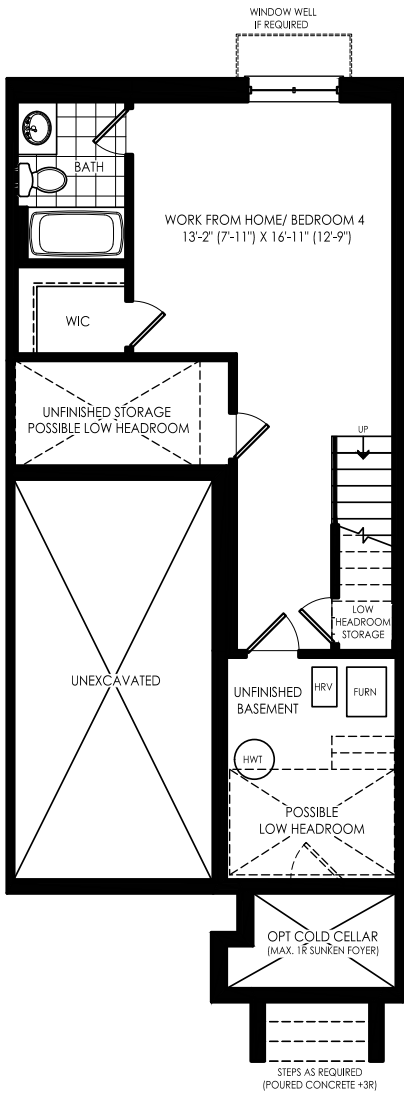 WINDOW WELL
IF REQUIRED
BATH
WORK FROM HOME/ BEDROOM 4
13'-2" (7'-11") X 16'-11" (12'-9")
WIC
UNFINISHED STORAGE
POSSIBLE LOW HEADROOM
UP
LOW
HEADROOM
STORAGE
UNEXCAVATED
UNFINISHED
BASEMENT
HRV
FURN
HWT
POSSIBLE
LOW HEADROOM
OPT COLD CELLAR
(MAX. 1R SUNKEN FOYER)
STEPS AS REQUIRED
(POURED CONCRETE +3R)